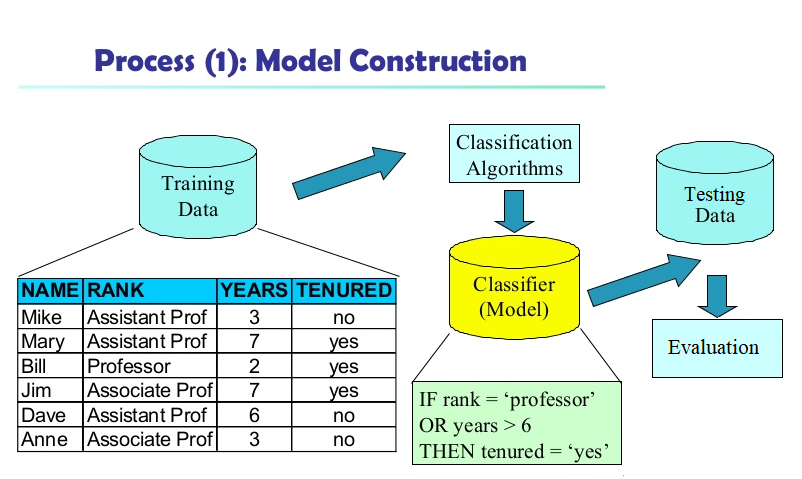 Process (1): Model Construction
Training
Data
Classification
Algorithms
Testing
Data
Classifier
(Model)
Evaluation
NAME RANK YEARS TENURED
Mike Assistant Prof 3 no
Mary Assistant Prof 7 yes
Bill Professor 2 yes
Jim Associate Prof 7 yes
Dave Assistant Prof 6 no
Anne Associate Prof 3 no
IF rank = ‘professor’
OR years > 6
THEN tenured = ‘yes’